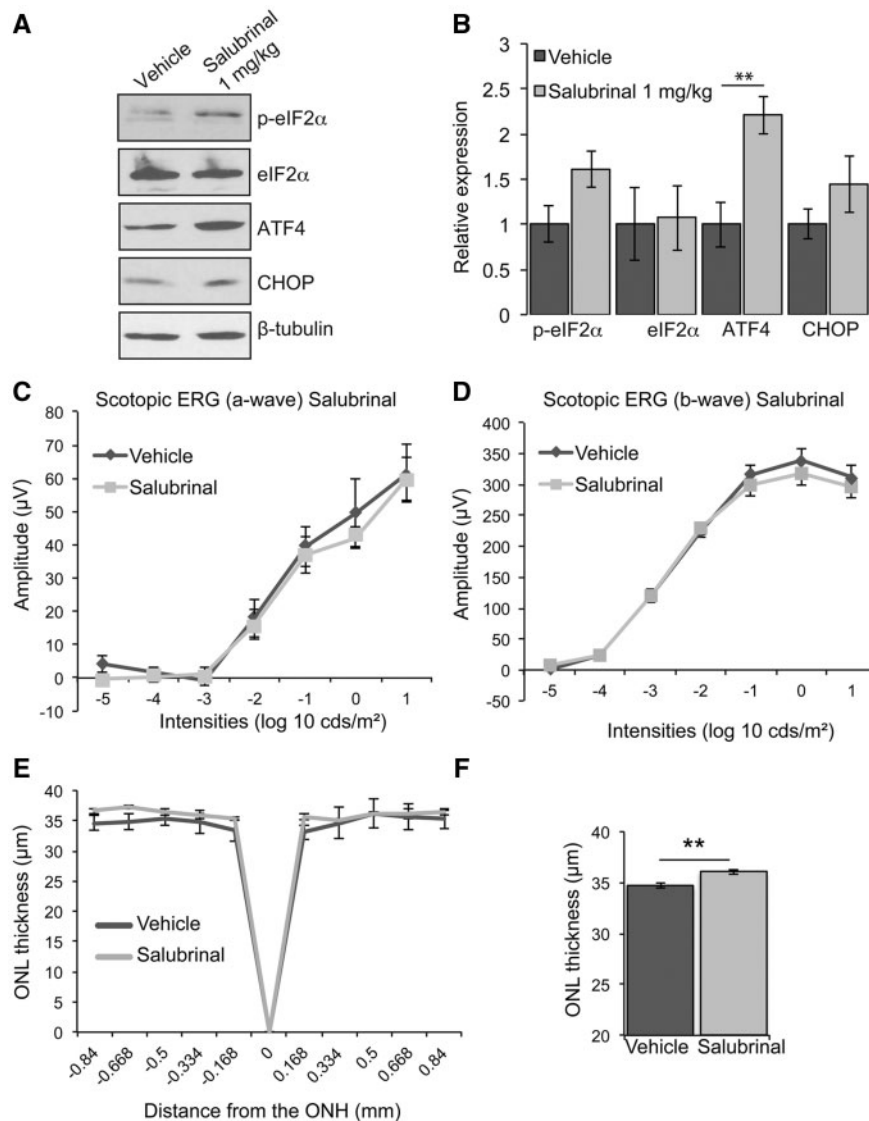 A
Vehicle
Salubrinal
1 mg/kg
p-eIF2α
eIF2α
ATF4
CHOP
β-tubulin
B
Relative expression
3
2.5
2
1.5
1
0.5
0
Vehicle
Salubrinal 1 mg/kg
**
p-eIF2α eIF2α ATF4 CHOP
C
Scotopic ERG (a-wave) Salubrinal
Amplitude (µV)
80
70
60
50
40
30
20
10
0
-10
Vehicle
Salubrinal
-5 -4 -3 -2 -1 0 1
Intensities (log 10 cds/m²)
D
Scotopic ERG (b-wave) Salubrinal
Amplitude (µV)
400
350
300
250
200
150
100
50
0
-50
Vehicle
Salubrinal
-5 -4 -3 -2 -1 0 1
Intensities (log 10 cds/m²)
E
ONL thickness (µm)
40
35
30
25
20
15
10
5
0
Vehicle
Salubrinal
-0.84 -0.668 -0.5 -0.334 -0.168 0 0.168 0.334 0.5 0.668 0.84
Distance from the ONH (mm)
F
ONL thickness (µm)
40
35
30
25
20
**
Vehicle Salubrinal